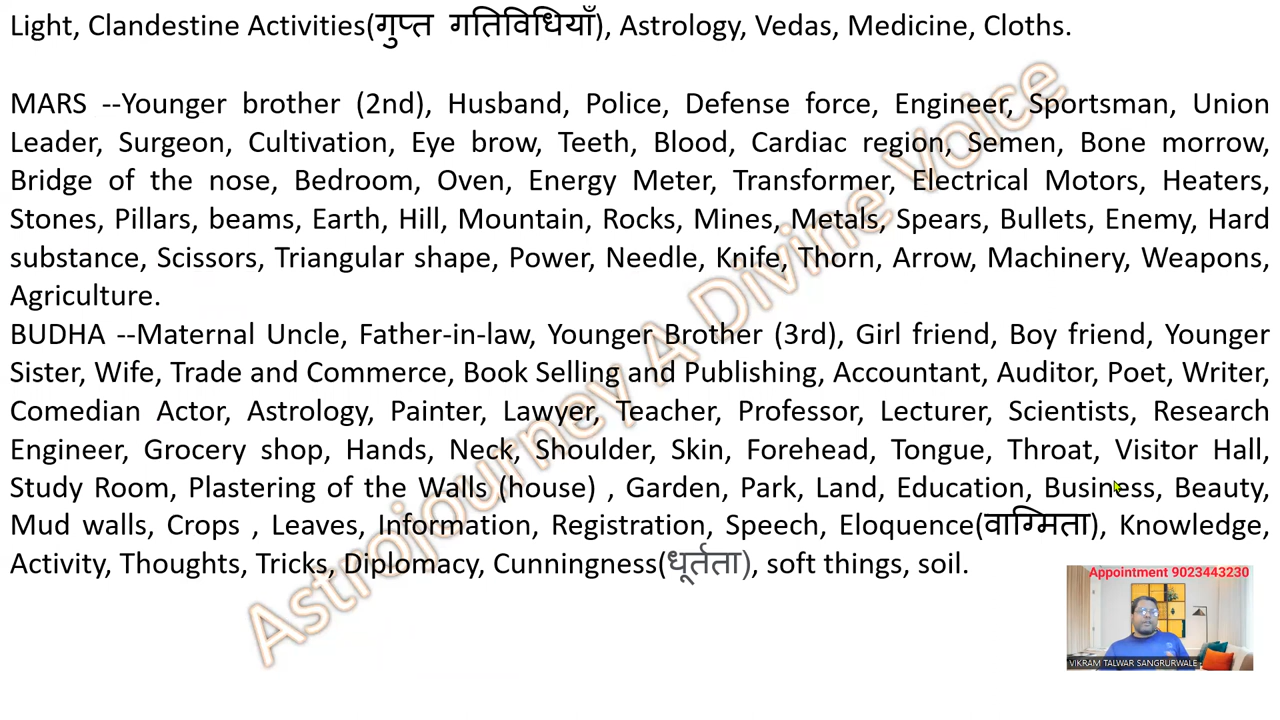 Light, Clandestine Activities(गुप्त गतिविधियाँ), Astrology, Vedas, Medicine, Cloths.
MARS --Younger brother (2nd), Husband, Police, Defense force, Engineer, Sportsman, Union
Leader, Surgeon, Cultivation, Eye brow, Teeth, Blood, Cardiac region, Semen, Bone morrow,
Bridge of the nose, Bedroom, Oven, Energy Meter, Transformer, Electrical Motors, Heaters,
Stones, Pillars, beams, Earth, Hill, Mountain, Rocks, Mines, Metals, Spears, Bullets, Enemy, Hard
substance, Scissors, Triangular shape, Power, Needle, Knife, Thorn, Arrow, Machinery, Weapons,
Agriculture.
BUDHA --Maternal Uncle, Father-in-law, Younger Brother (3rd), Girl friend, Boy friend, Younger
Sister, Wife, Trade and Commerce, Book Selling and Publishing, Accountant, Auditor, Poet, Writer,
Comedian Actor, Astrology, Painter, Lawyer, Teacher, Professor, Lecturer, Scientists, Research
Engineer, Grocery shop, Hands, Neck, Shoulder, Skin, Forehead, Tongue, Throat, Visitor Hall,
Study Room, Plastering of the Walls (house) , Garden, Park, Land, Education, Business, Beauty,
Mud walls, Crops , Leaves, Information, Registration, Speech, Eloquence(वाग्मिता), Knowledge,
Activity, Thoughts, Tricks, Diplomacy, Cunningness(धूर्तता), soft things, soil.
Astrojourney A Divine Voice
Appointment 9023443230
VIKRAM TALWAR SANGRURWALE